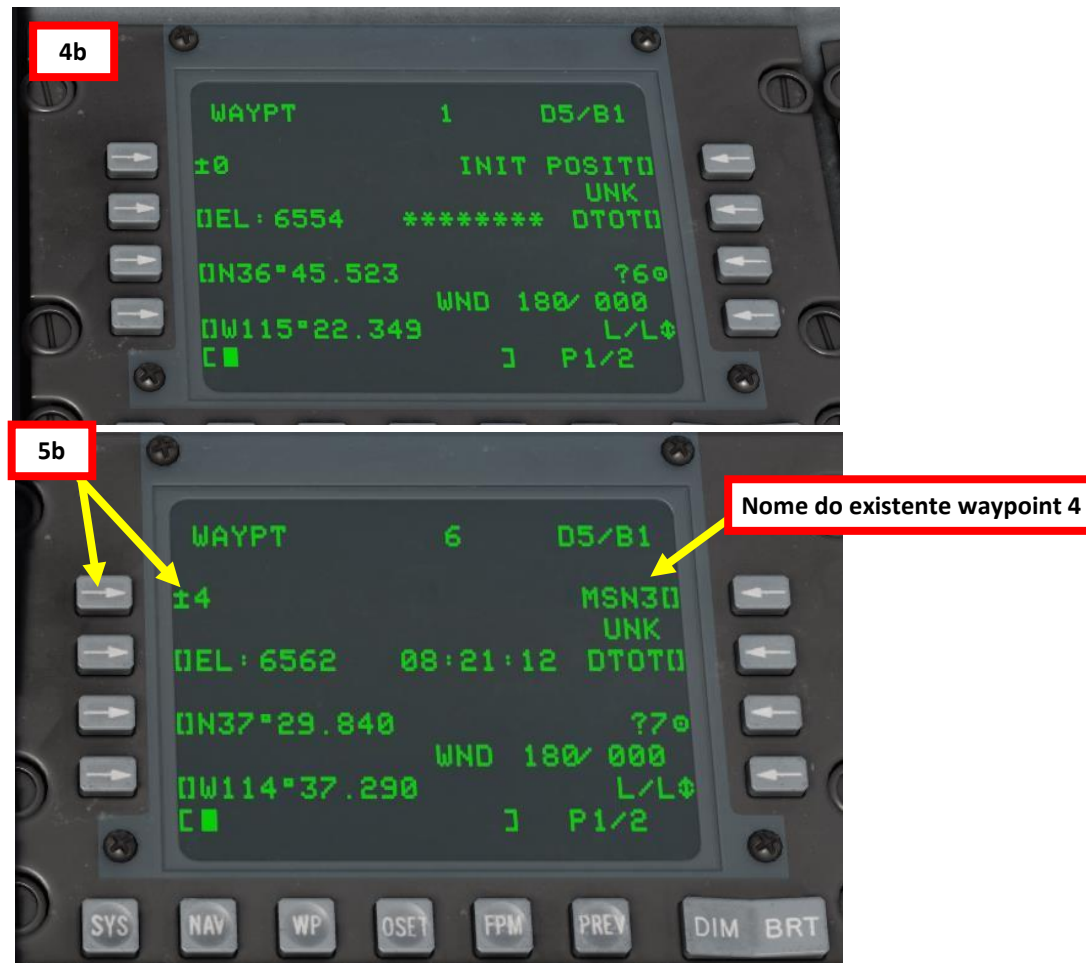 4b
WAYPT 1 D5/B1
±0 INIT POSIT[]
UNK
[]EL:6554 ******** DTOT[]
[]N36°45.523 ?6⊙
WND 180/ 000
[]W115°22.349 L/L↕
[█ ] P1/2
5b
Nome do existente waypoint 4
WAYPT 6 D5/B1
±4 MSN3[]
UNK
[]EL:6562 08:21:12 DTOT[]
[]N37°29.840 ?7⊙
WND 180/ 000
[]W114°37.290 L/L↕
[█ ] P1/2
SYS NAV WP OSET FPM PREV DIM BRT